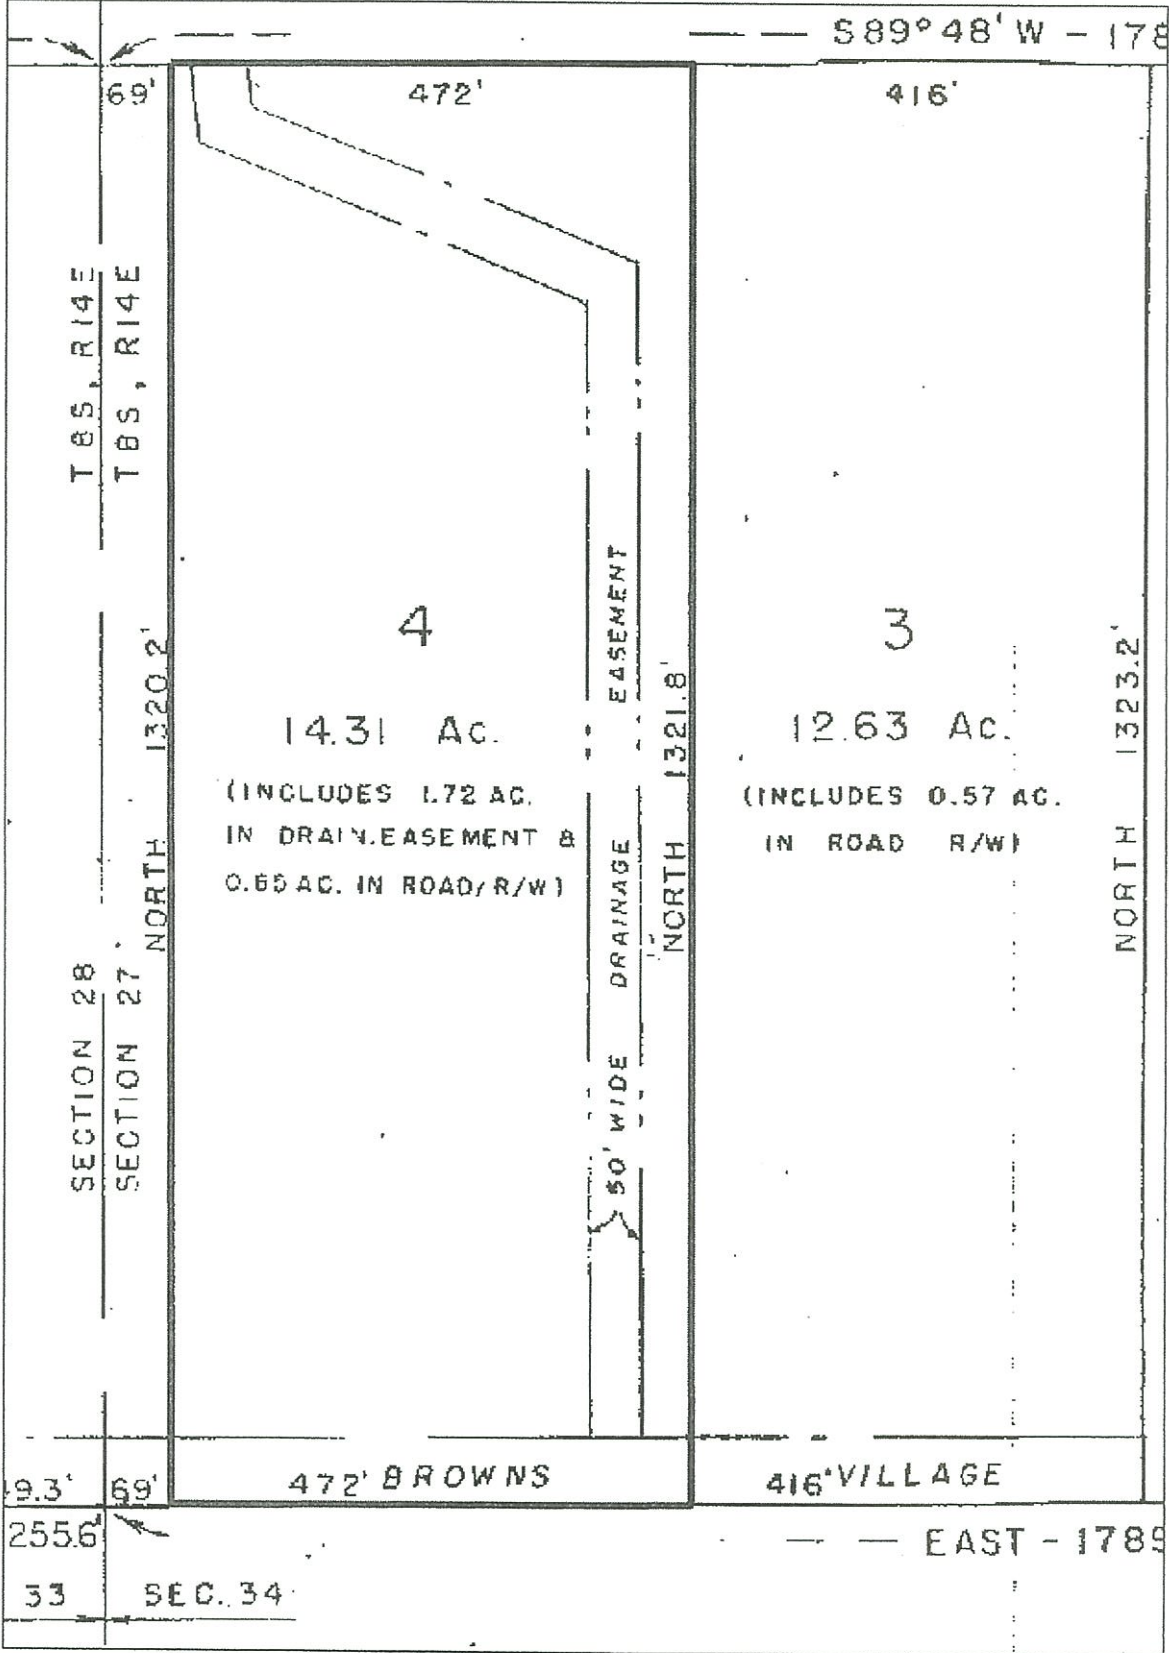 S89°48'W - 178
69'
472'
416'
T8S, R14E
T8S, R14E
4
3
14.31 Ac.
12.63 Ac.
(INCLUDES 1.72 AC.
IN DRAIN.EASEMENT &
0.65 AC. IN ROAD/R/W)
(INCLUDES 0.57 AC.
IN ROAD R/W)
NORTH 1320.2'
50' WIDE DRAINAGE EASEMENT
NORTH 1321.8'
NORTH 1323.2'
SECTION 28
SECTION 27
472' BROWNS
416' VILLAGE
9.3'
69'
255.6'
EAST - 1789
33
SEC. 34